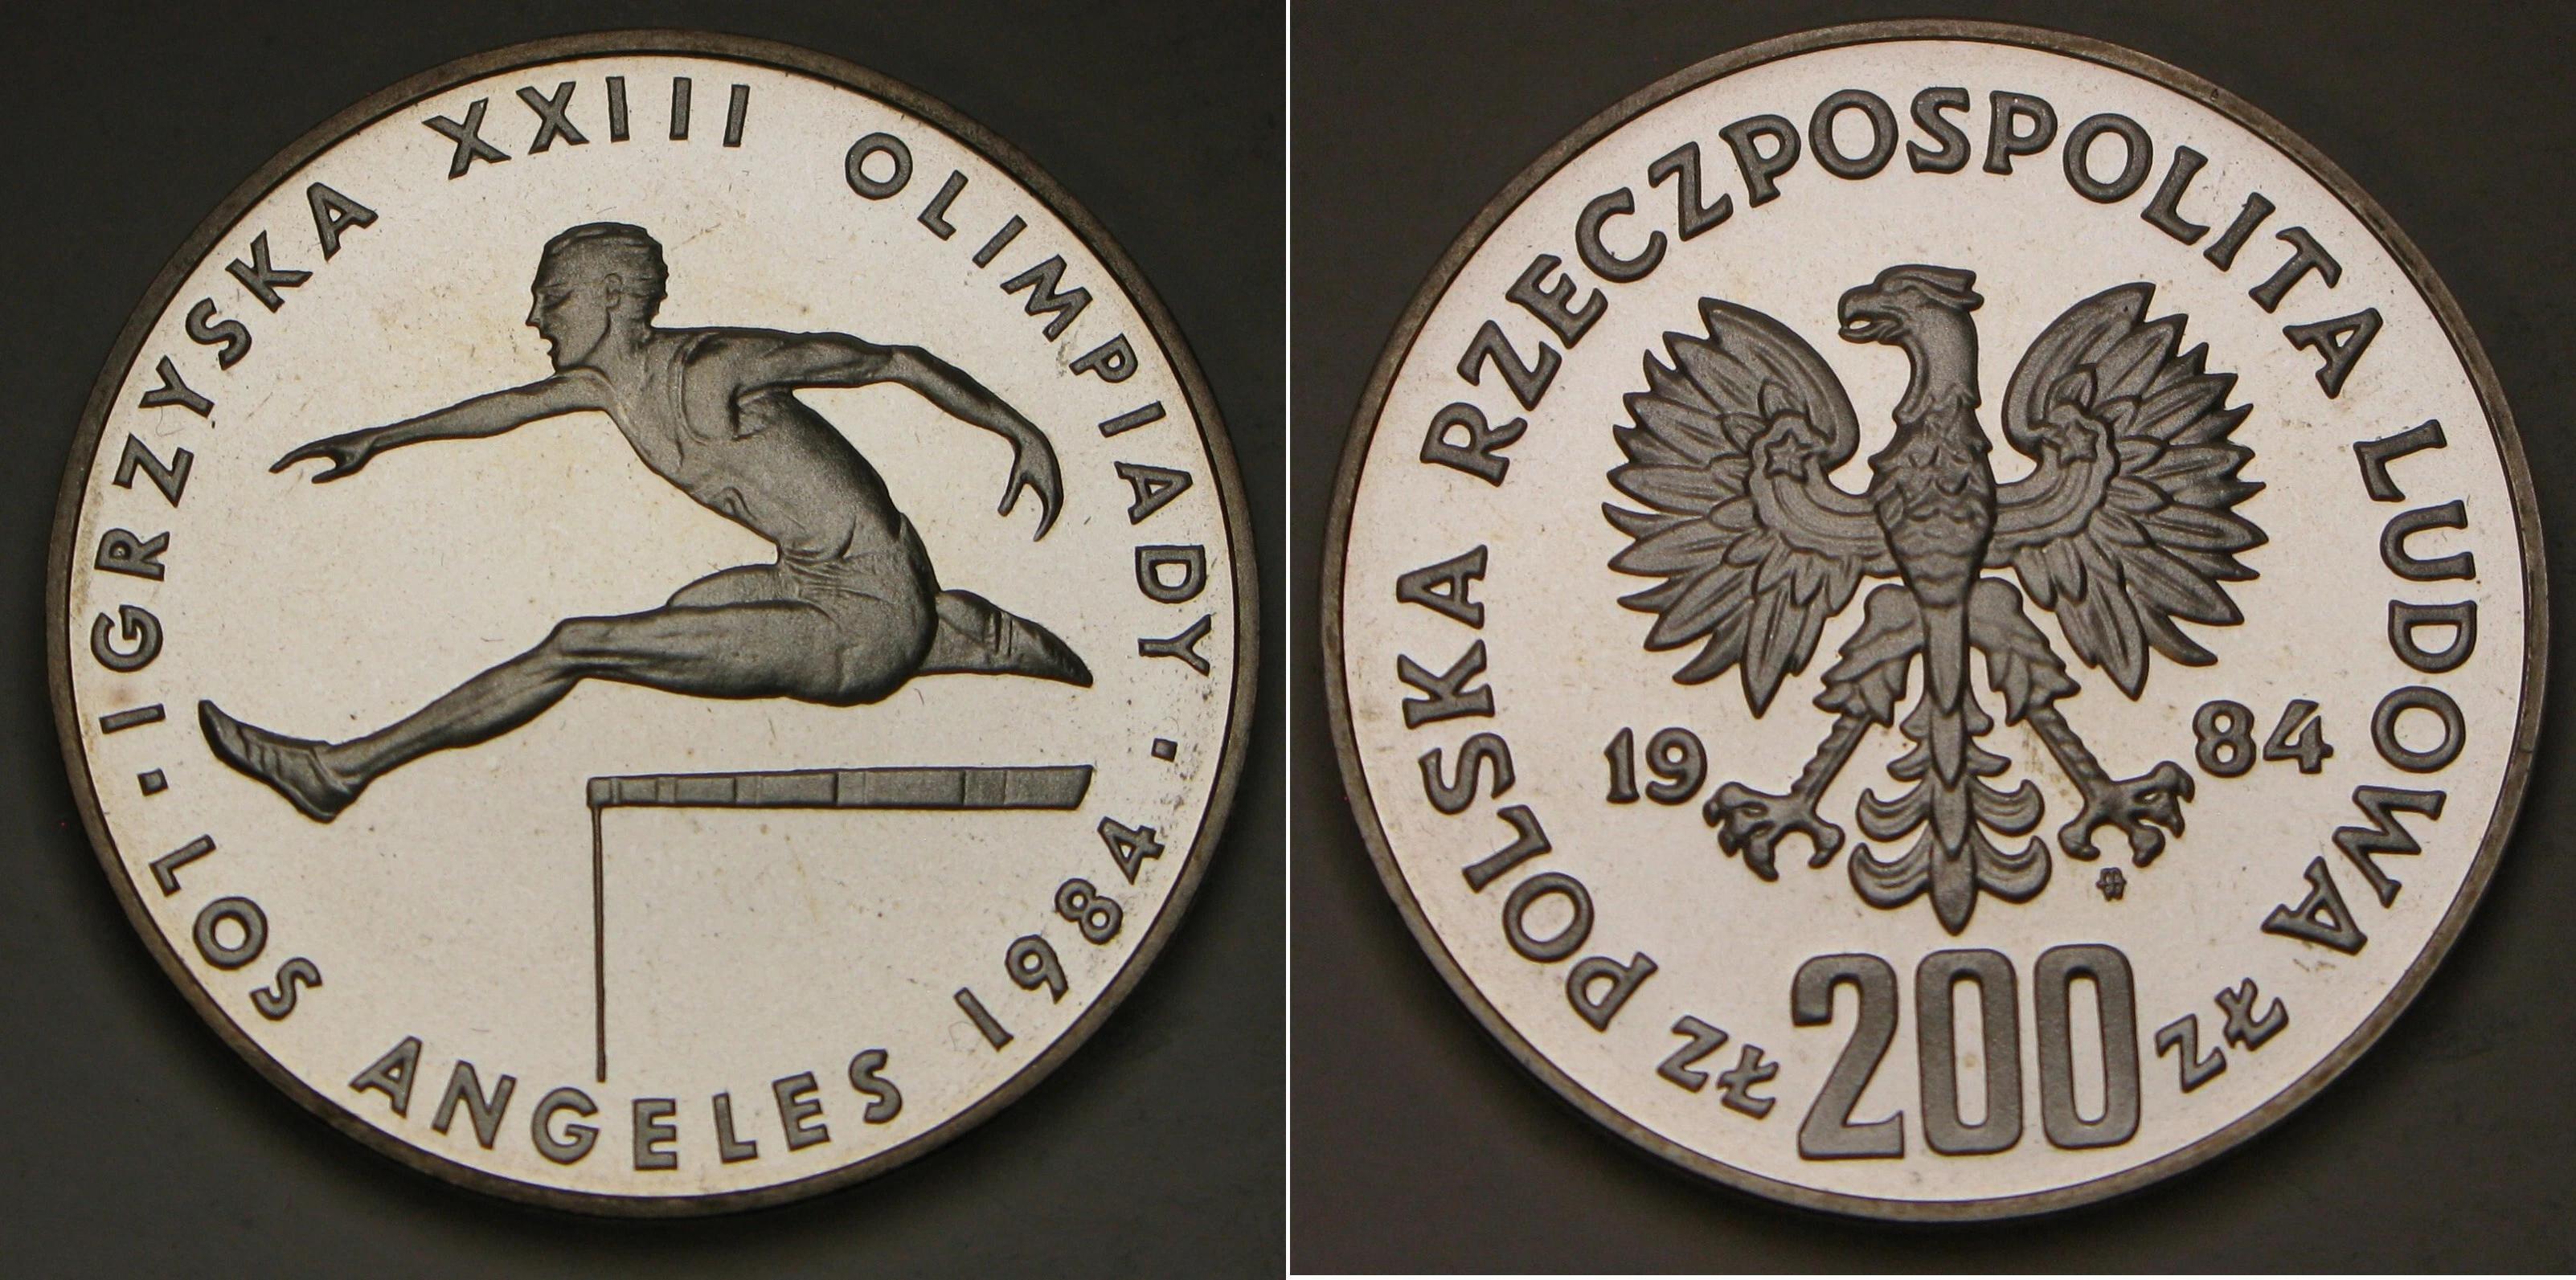 IGRZYSKA XXIII OLIMPIADY · LOS ANGELES 1984 ·
POLSKA RZECZPOSPOLITA LUDOWA
19 84
ZŁ 200 ZŁ